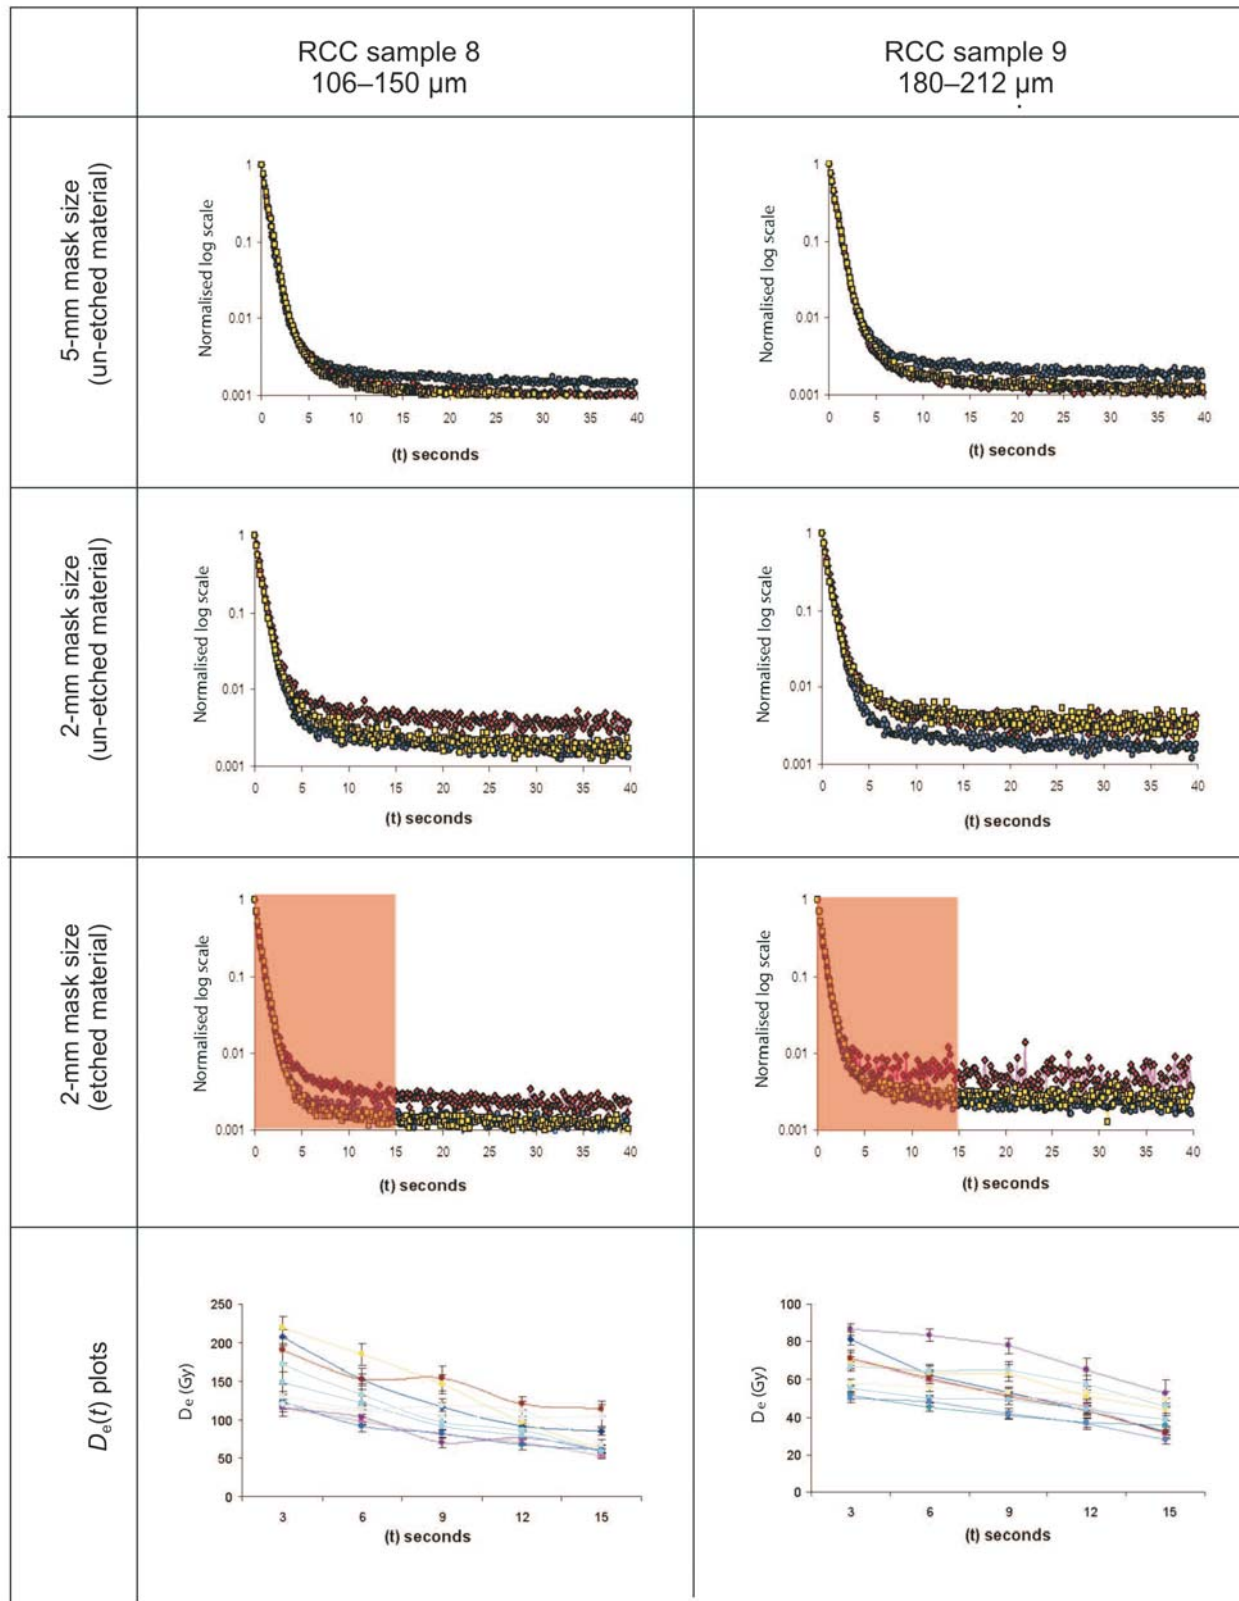 RCC sample 8
106–150 µm
RCC sample 9
180–212 µm
5-mm mask size
(un-etched material)
Normalised log scale
1
0.1
0.01
0.001
0 5 10 15 20 25 30 35 40
(t) seconds
Normalised log scale
1
0.1
0.01
0.001
0 5 10 15 20 25 30 35 40
(t) seconds
2-mm mask size
(un-etched material)
Normalised log scale
1
0.1
0.01
0.001
0 5 10 15 20 25 30 35 40
(t) seconds
Normalised log scale
1
0.1
0.01
0.001
0 5 10 15 20 25 30 35 40
(t) seconds
2-mm mask size
(etched material)
Normalised log scale
1
0.1
0.01
0.001
0 5 10 15 20 25 30 35 40
(t) seconds
Normalised log scale
1
0.1
0.01
0.001
0 5 10 15 20 25 30 35 40
(t) seconds
De(t) plots
De (Gy)
250
200
150
100
50
0
3 6 9 12 15
(t) seconds
De (Gy)
100
80
60
40
20
0
3 6 9 12 15
(t) seconds